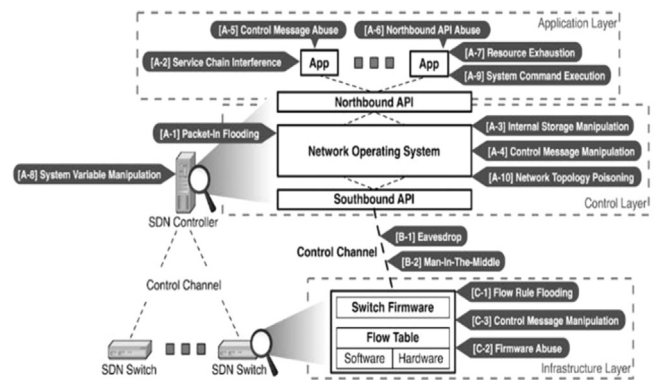 Application Layer
[A-5] Control Message Abuse
[A-6] Northbound API Abuse
[A-2] Service Chain Interference
App
App
[A-7] Resource Exhaustion
[A-9] System Command Execution
Northbound API
[A-1] Packet-In Flooding
Network Operating System
[A-3] Internal Storage Manipulation
[A-4] Control Message Manipulation
[A-10] Network Topology Poisoning
[A-8] System Variable Manipulation
Southbound API
Control Layer
SDN Controller
[B-1] Eavesdrop
Control Channel
[B-2] Man-In-The-Middle
Control Channel
[C-1] Flow Rule Flooding
Switch Firmware
[C-3] Control Message Manipulation
Flow Table
[C-2] Firmware Abuse
Software
Hardware
SDN Switch
SDN Switch
Infrastructure Layer